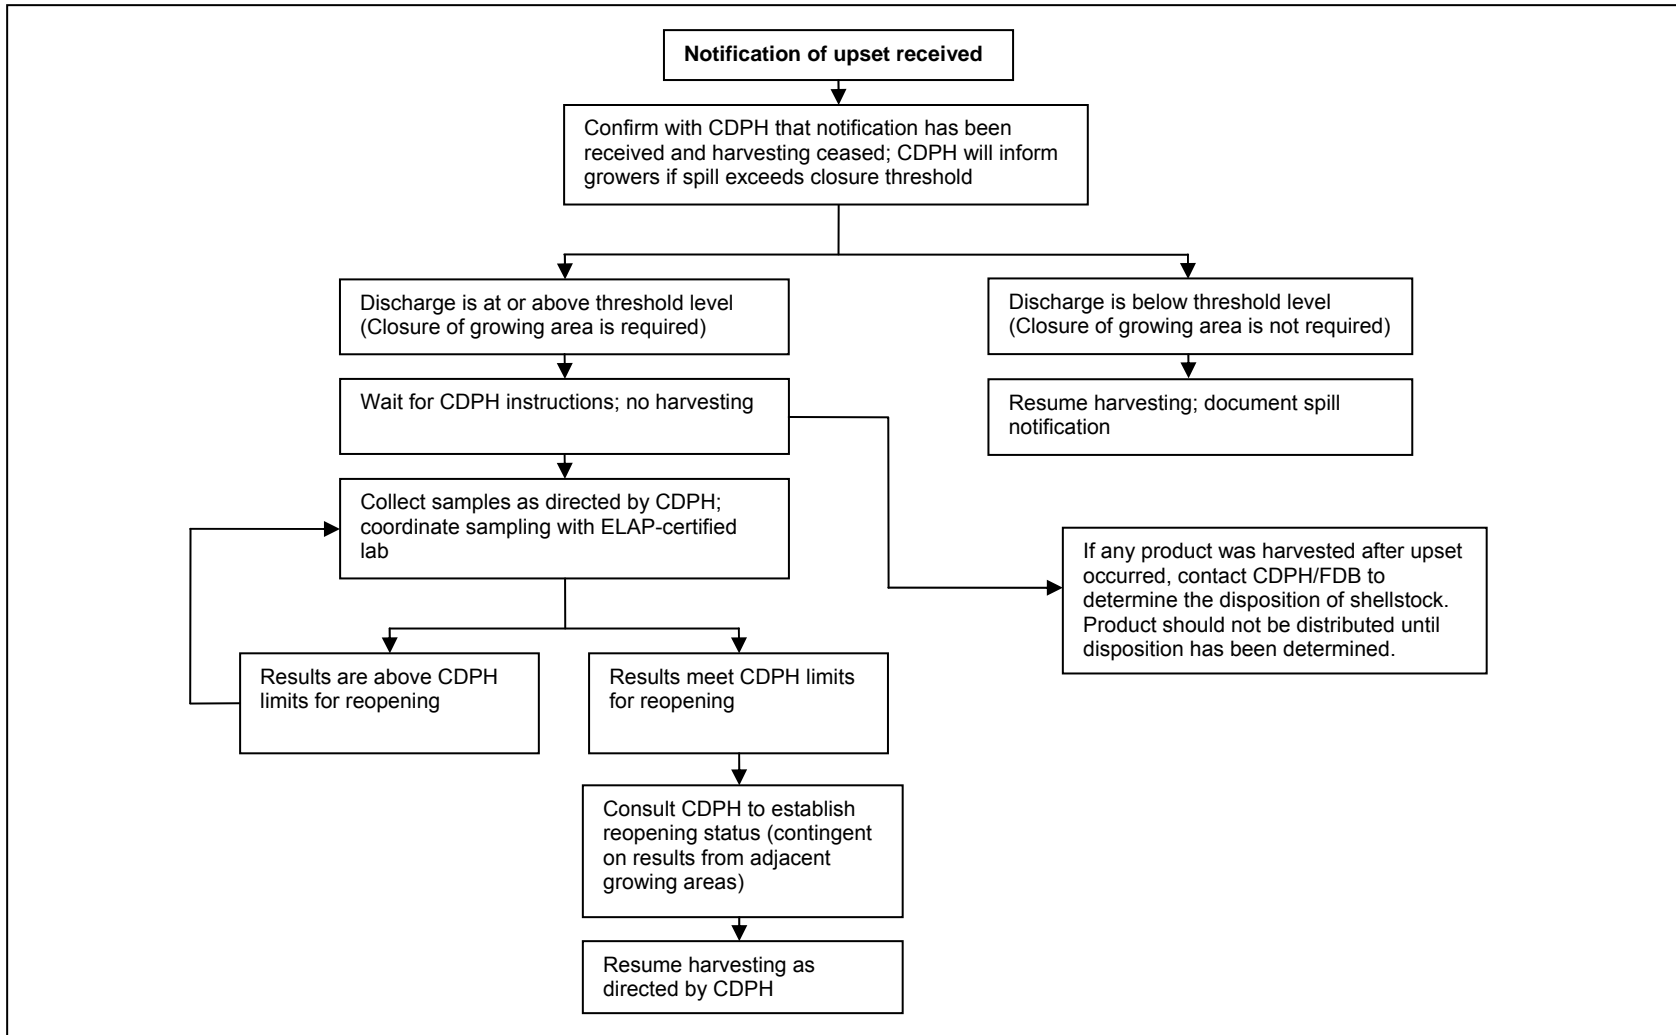 Notification of upset received
Confirm with CDPH that notification has been
received and harvesting ceased; CDPH will inform
growers if spill exceeds closure threshold
Discharge is at or above threshold level
(Closure of growing area is required)
Discharge is below threshold level
(Closure of growing area is not required)
Wait for CDPH instructions; no harvesting
Resume harvesting; document spill
notification
Collect samples as directed by CDPH;
coordinate sampling with ELAP-certified
lab
If any product was harvested after upset
occurred, contact CDPH/FDB to
determine the disposition of shellstock.
Product should not be distributed until
disposition has been determined.
Results are above CDPH
limits for reopening
Results meet CDPH limits
for reopening
Consult CDPH to establish
reopening status (contingent
on results from adjacent
growing areas)
Resume harvesting as
directed by CDPH